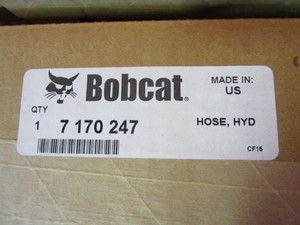 Bobcat®
MADE IN:
US
QTY
1 7 170 247 HOSE, HYD
CF15